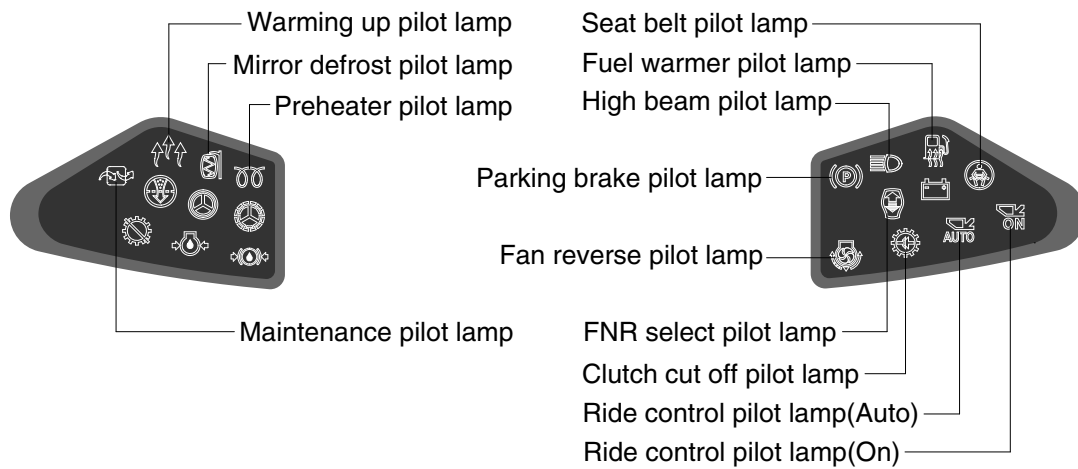 Warming up pilot lamp
Mirror defrost pilot lamp
Preheater pilot lamp
Maintenance pilot lamp
Seat belt pilot lamp
Fuel warmer pilot lamp
High beam pilot lamp
Parking brake pilot lamp
Fan reverse pilot lamp
P
AUTO
ON
FNR select pilot lamp
Clutch cut off pilot lamp
Ride control pilot lamp(Auto)
Ride control pilot lamp(On)